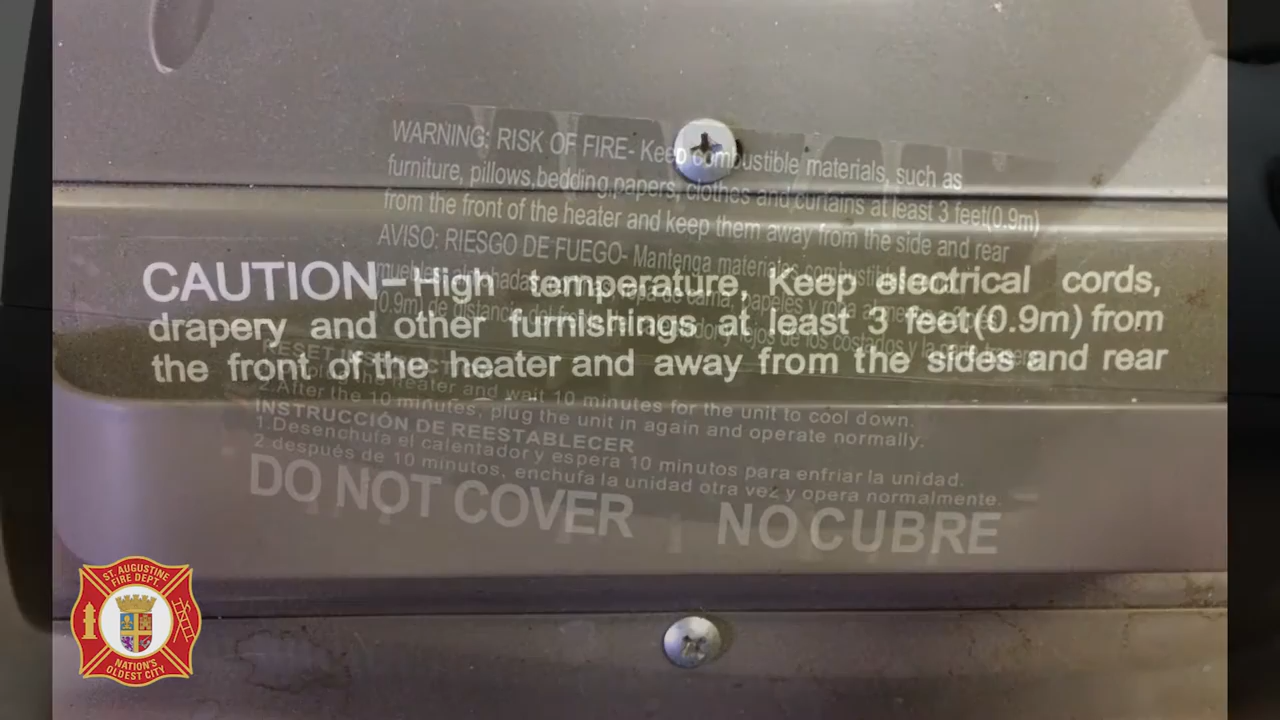 WARNING: RISK OF FIRE- Keep combustible materials, such as
furniture, pillows,bedding,papers, clothes and curtains at least 3 feet(0.9m)
from the front of the heater and keep them away from the side and rear
AVISO: RIESGO DE FUEGO- Mantenga materiales combustibles
CAUTION-High temperature, Keep electrical cords,
drapery and other furnishings at least 3 feet(0.9m) from
the front of the heater and away from the sides and rear
2.After the 10 minutes, plug the unit in again and operate normally.
INSTRUCCIÓN DE REESTABLECER
1.Desenchufa el calentador y espera 10 minutos para enfriar la unidad.
2.después de 10 minutos, enchufa la unidad otra vez y opera normalmente.
DO NOT COVER NO CUBRE
ST. AUGUSTINE
FIRE DEPT.
NATION'S
OLDEST CITY